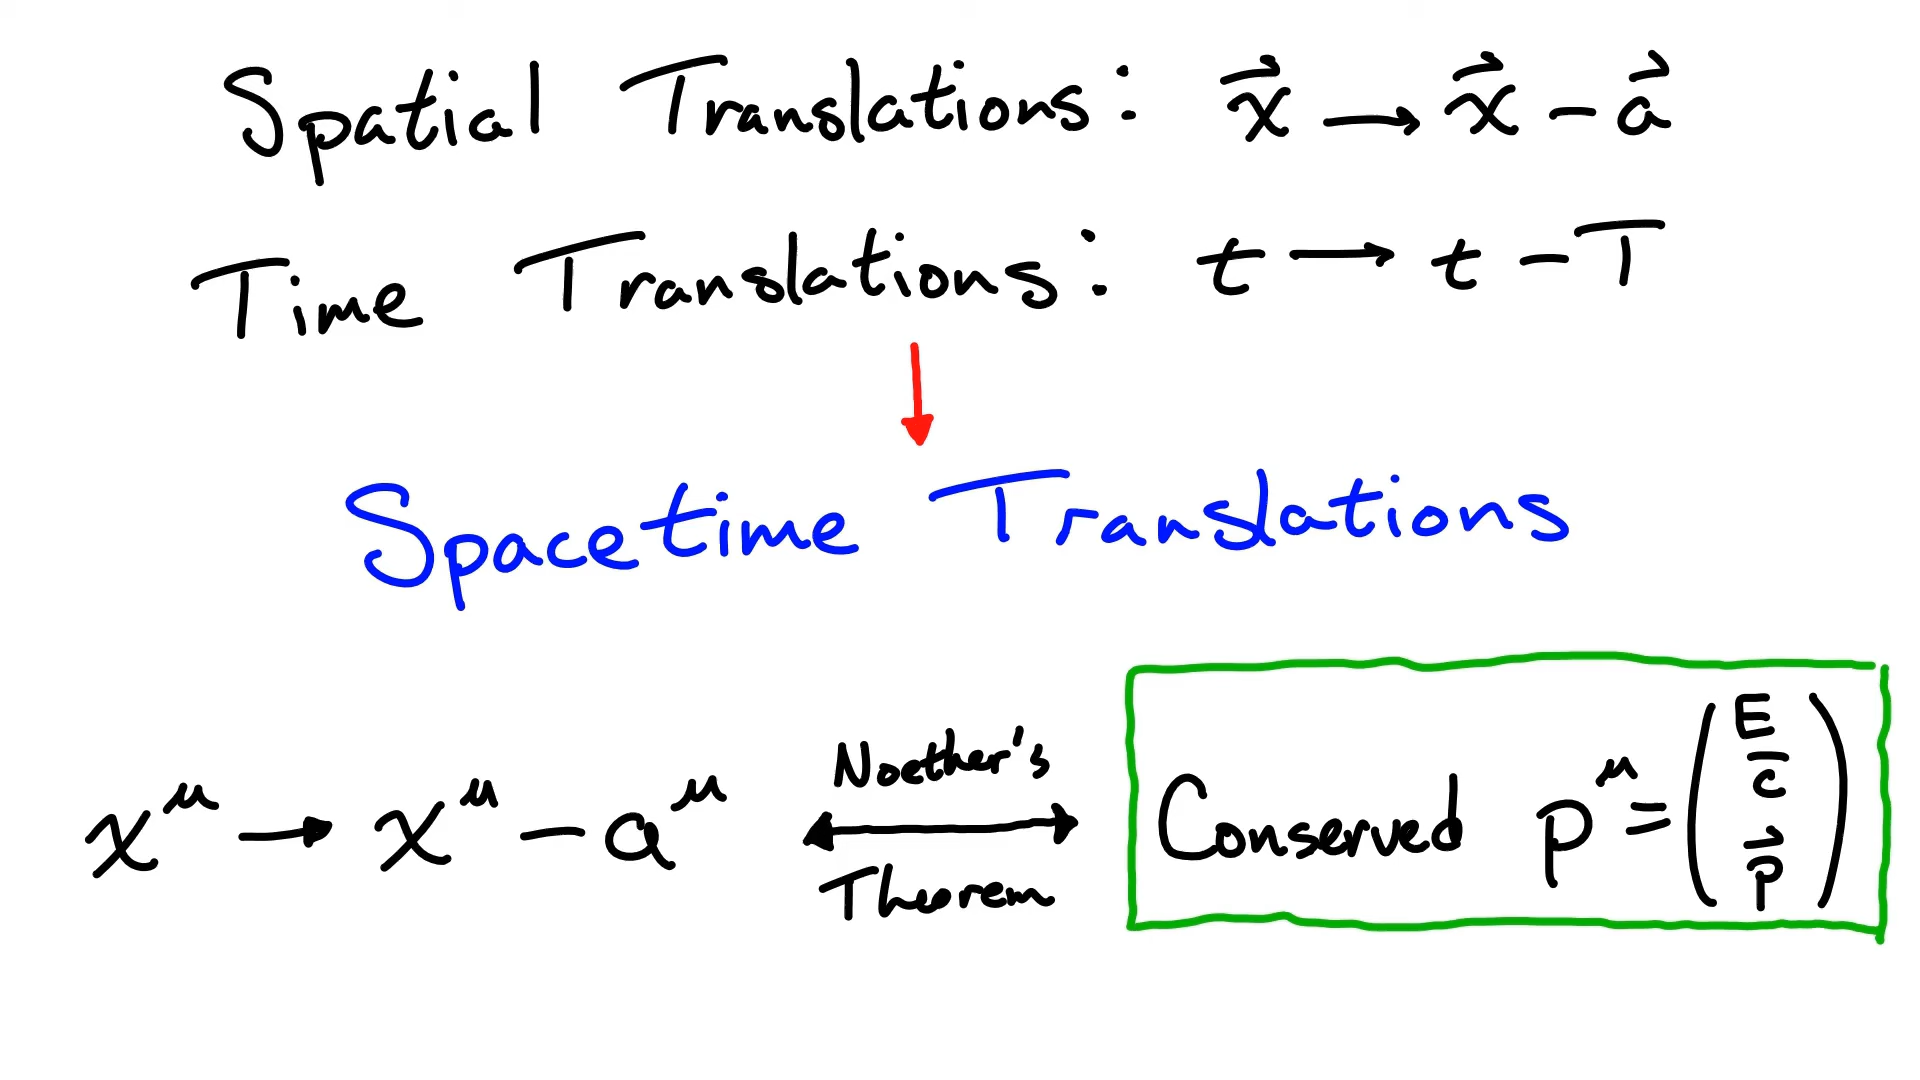 Spatial Translations: x⃗ → x⃗ − a⃗
Time Translations: t → t − T
Spacetime Translations
x^μ → x^μ − a^μ
Noether's
Theorem
Conserved p^μ = (E/c, p⃗)